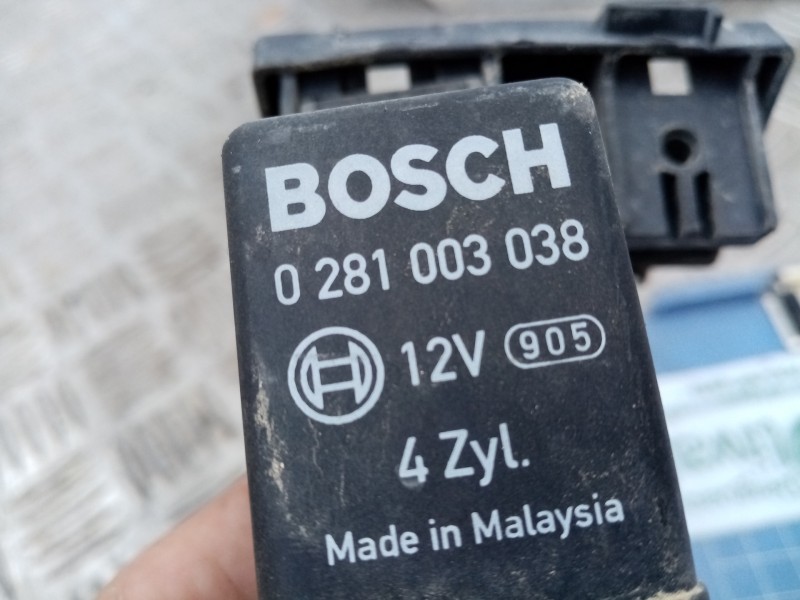 BOSCH
0 281 003 038
12V 905
4 Zyl.
Made in Malaysia